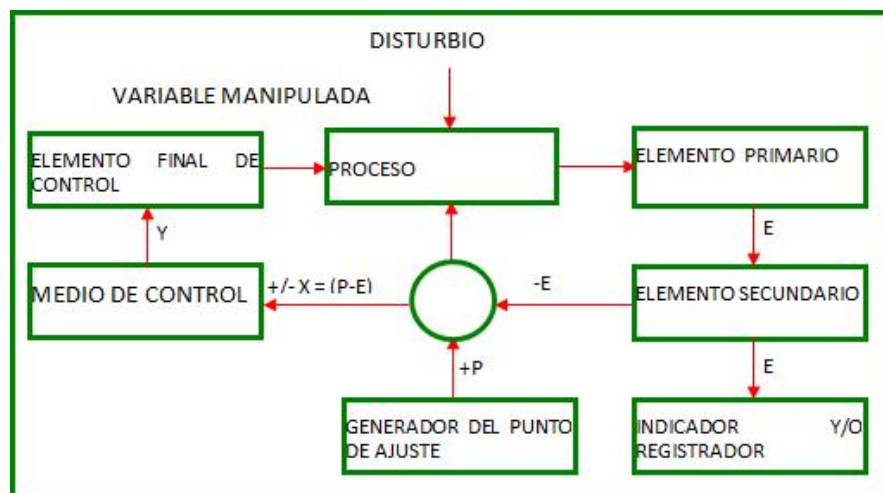 DISTURBIO
VARIABLE MANIPULADA
ELEMENTO FINAL DE
CONTROL
PROCESO
ELEMENTO PRIMARIO
Y
E
MEDIO DE CONTROL
+/- X = (P-E)
-E
ELEMENTO SECUNDARIO
+P
E
GENERADOR DEL PUNTO
DE AJUSTE
INDICADOR Y/O
REGISTRADOR